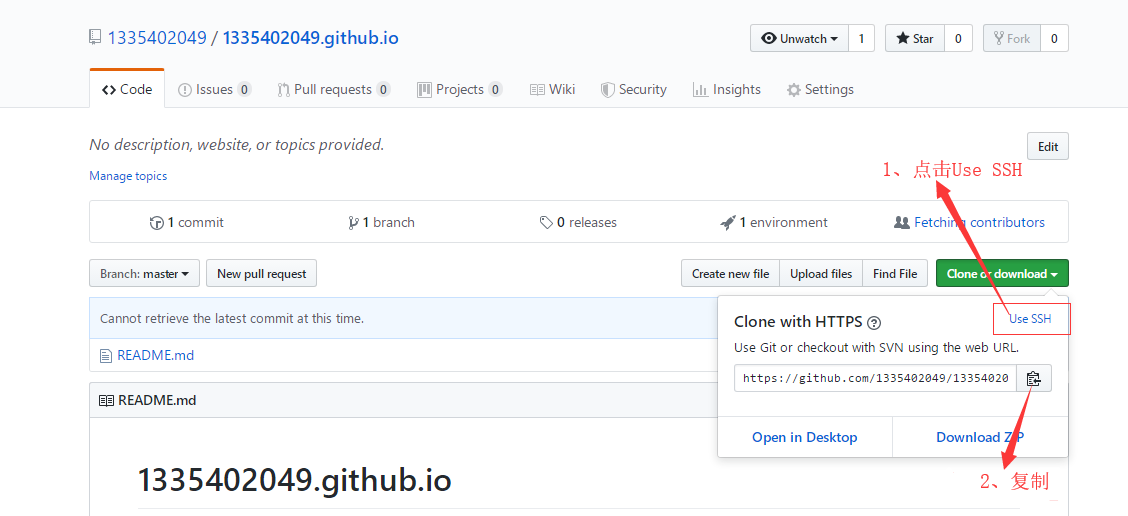 1335402049 / 1335402049.github.io
Unwatch 1 Star 0 Fork 0
Code Issues 0 Pull requests 0 Projects 0 Wiki Security Insights Settings
No description, website, or topics provided.
Edit
Manage topics
1、点击Use SSH
1 commit 1 branch 0 releases 1 environment Fetching contributors
Branch: master New pull request Create new file Upload files Find File Clone or download
Cannot retrieve the latest commit at this time.
Clone with HTTPS
Use SSH
Use Git or checkout with SVN using the web URL.
README.md
https://github.com/1335402049/13354020
README.md
Open in Desktop Download ZIP
1335402049.github.io
2、复制